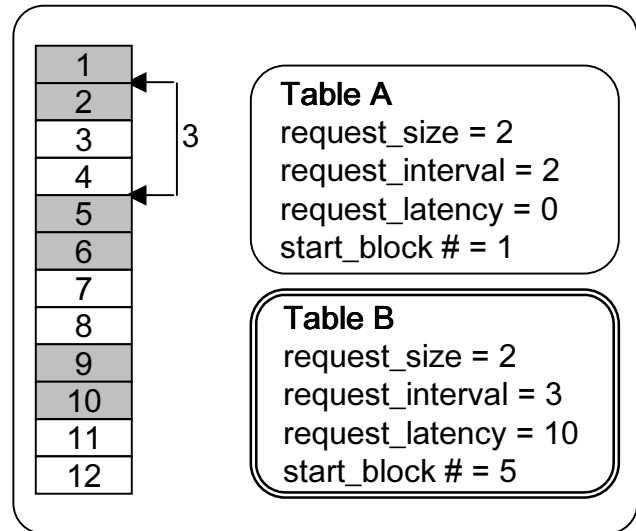 1
2
3
4
5
6
7
8
9
10
11
12
3
Table A
request_size = 2
request_interval = 2
request_latency = 0
start_block # = 1
Table B
request_size = 2
request_interval = 3
request_latency = 10
start_block # = 5